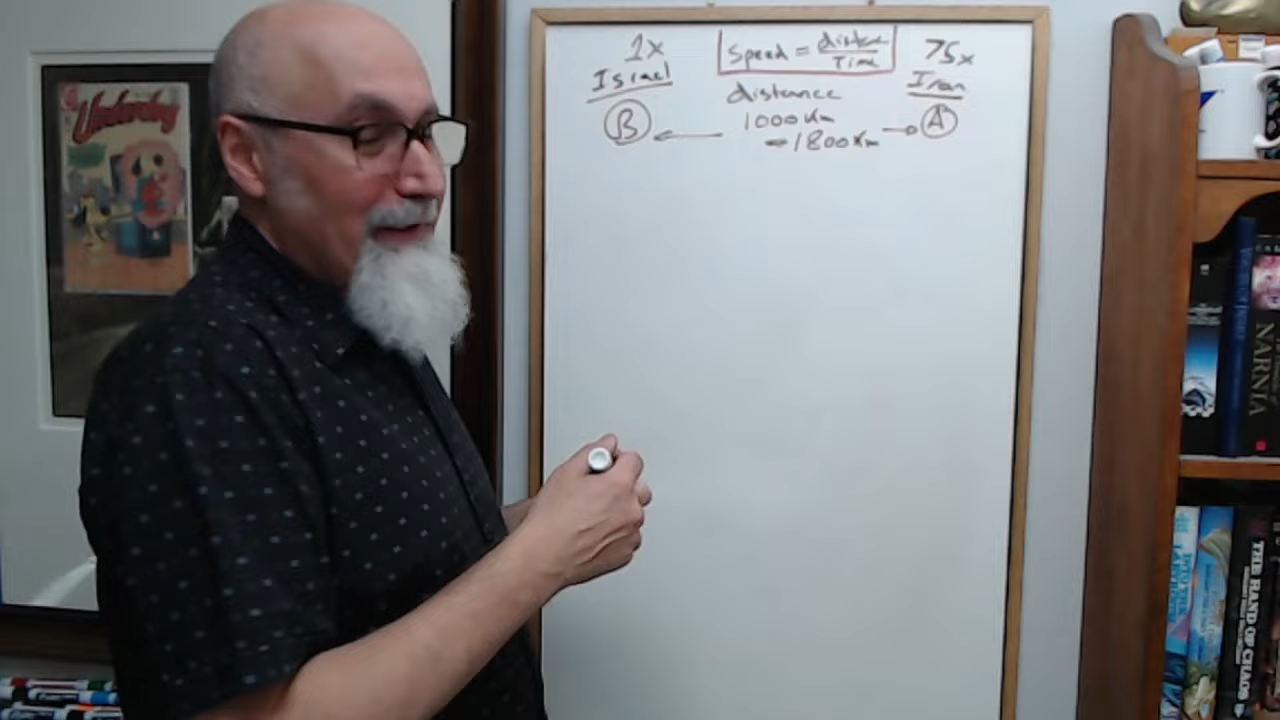 Underdog
1x
Israel
B
Speed = distance
Time
distance
1000 Km
1800 Km
75x
Iran
A
NARNIA
THE HAND OF CHAOS